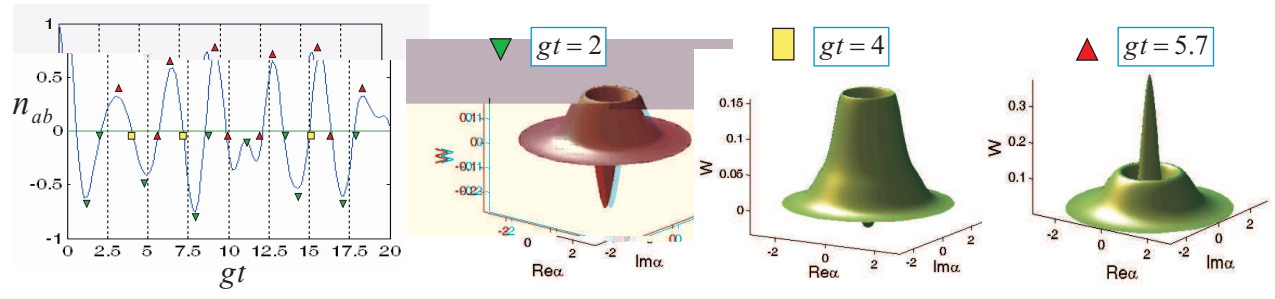 1
0.5
0
-0.5
-1
n_ab
0 2.5 5 7.5 10 12.5 15 17.5 20
gt
gt = 2
W
-2 0 2
-2
Reα
Imα
gt = 4
0.15
0.1
0.05
0
W
-2 0 2
-2 0 2
Reα
Imα
gt = 5.7
0.3
0.2
0.1
W
-2 0 2
-2 0 2
Reα
Imα